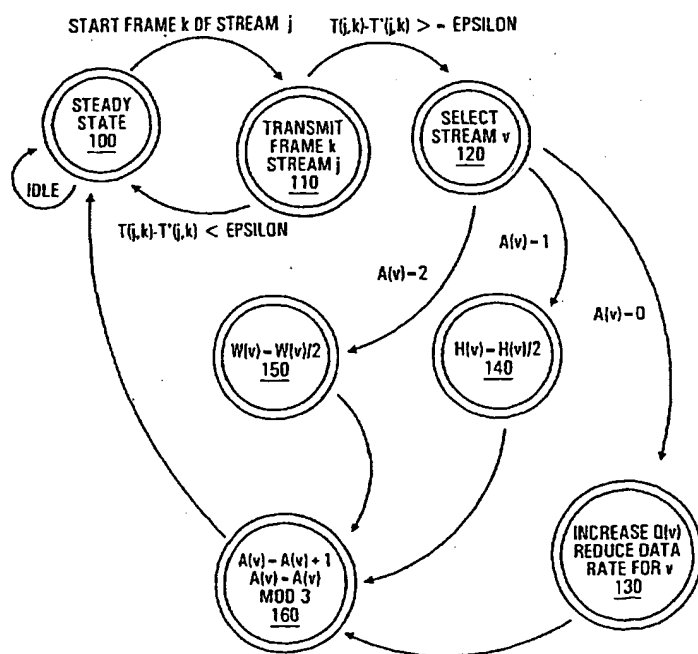 START FRAME k OF STREAM j
T(j,k)-T*(j,k) > - EPSILON
STEADY
STATE
100
TRANSMIT
FRAME k
STREAM j
110
SELECT
STREAM v
120
IDLE
T(j,k)-T*(j,k) < EPSILON
A(v)-1
A(v)-2
A(v)-0
W(v)-W(v)/2
150
H(v)-H(v)/2
140
A(v)-A(v)+1
A(v)-A(v)
MOD 3
160
INCREASE Q(v)
REDUCE DATA
RATE FOR v
130